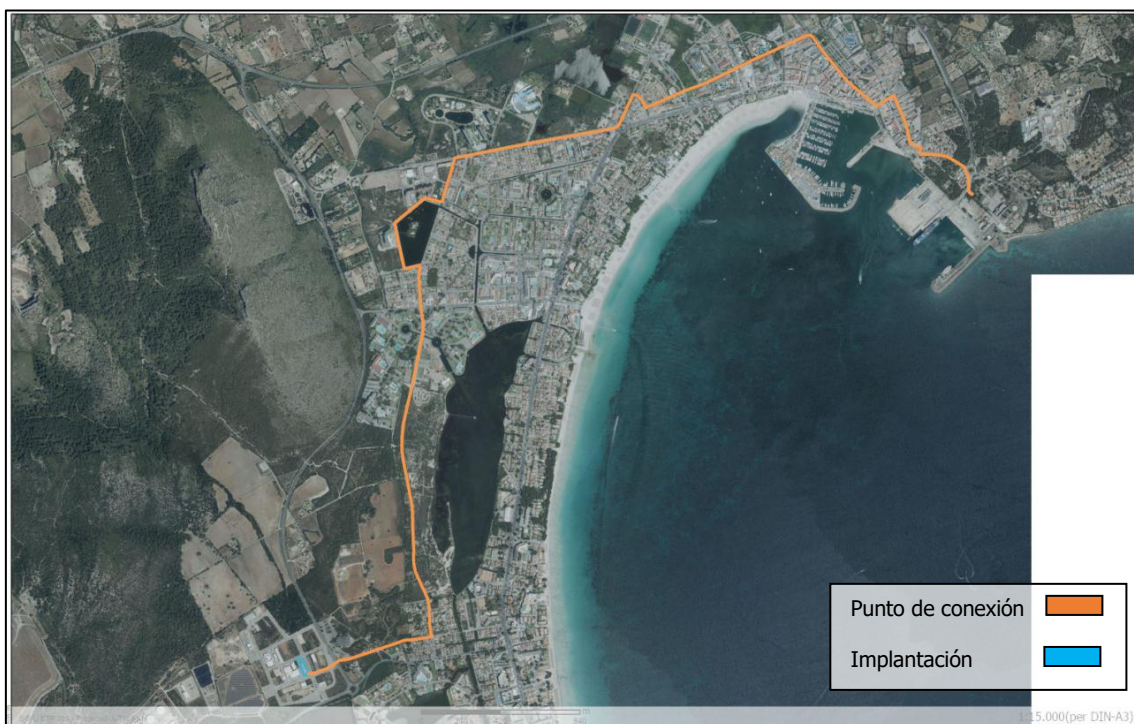 Punto de conexión
Implantación
1:15.000(per DIN-A3)